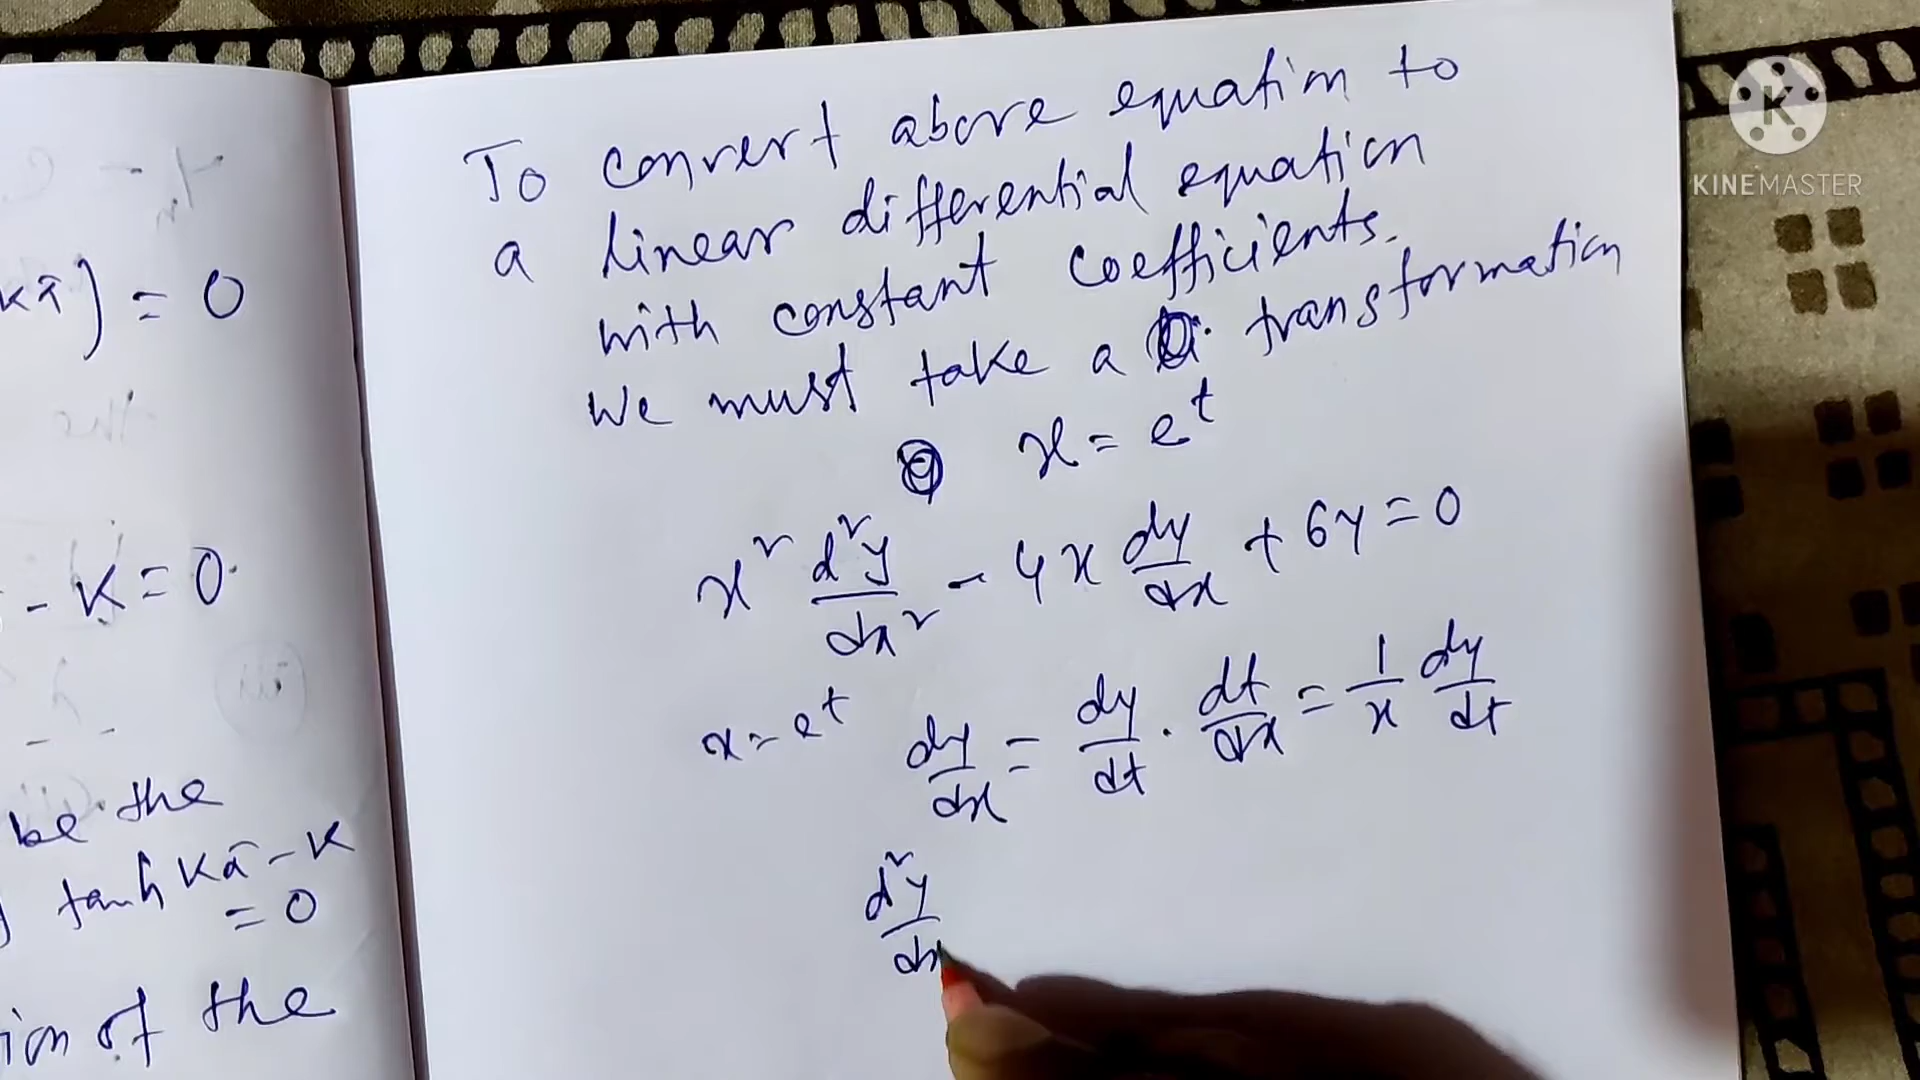 kā) = 0
- K = 0
be the
tanh Kā - K
= 0
ion of the
To convert above equation to
a linear differential equation
with constant coefficients.
We must take a transformation
x = e^t
x² d²y/dx² - 4x dy/dx + 6y = 0
x = e^t dy/dx = dy/dt · dt/dx = 1/x dy/dt
d²y/dx
KINEMASTER